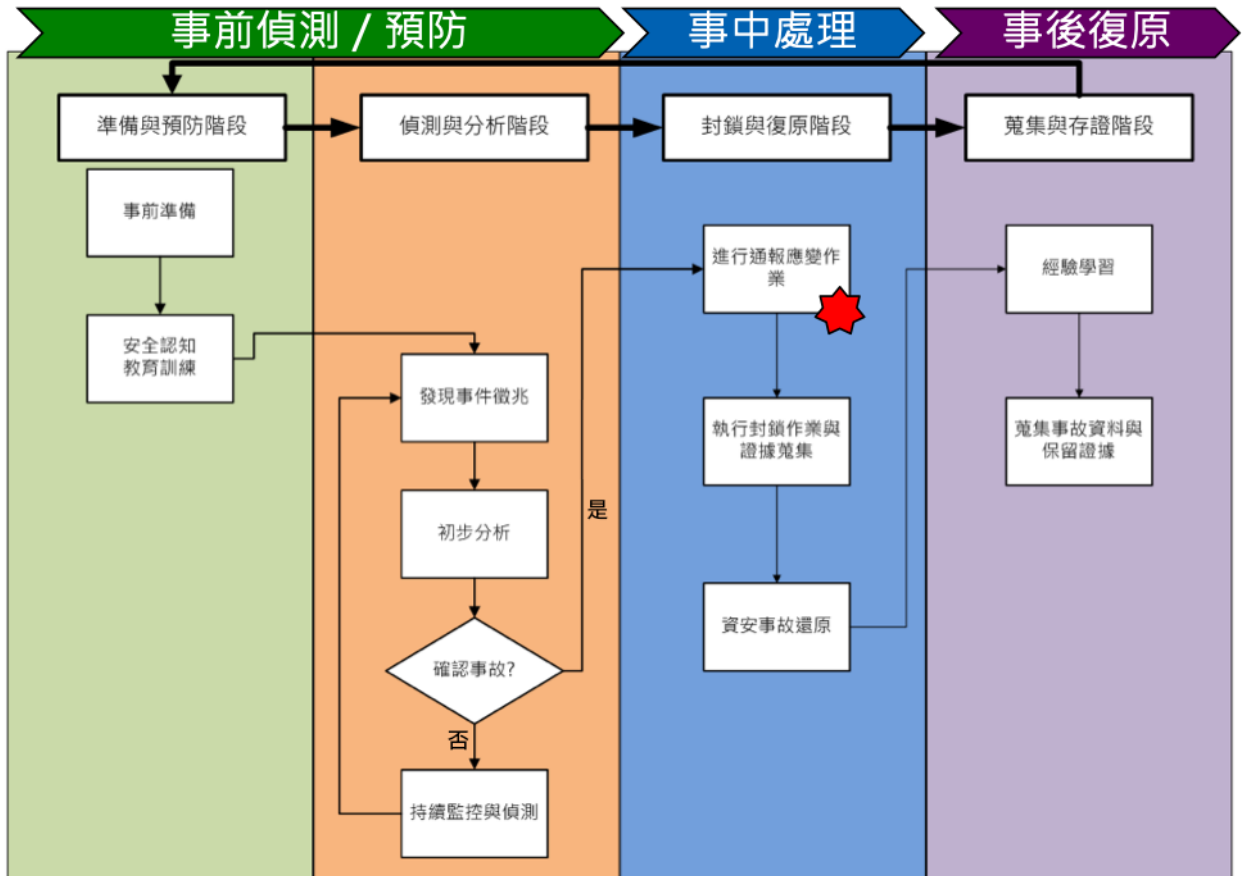 事前偵測 / 預防
事中處理
事後復原
準備與預防階段
偵測與分析階段
封鎖與復原階段
蒐集與存證階段
事前準備
安全認知
教育訓練
發現事件徵兆
初步分析
確認事故?
是
否
持續監控與偵測
進行通報應變作
業
執行封鎖作業與
證據蒐集
資安事故還原
經驗學習
蒐集事故資料與
保留證據